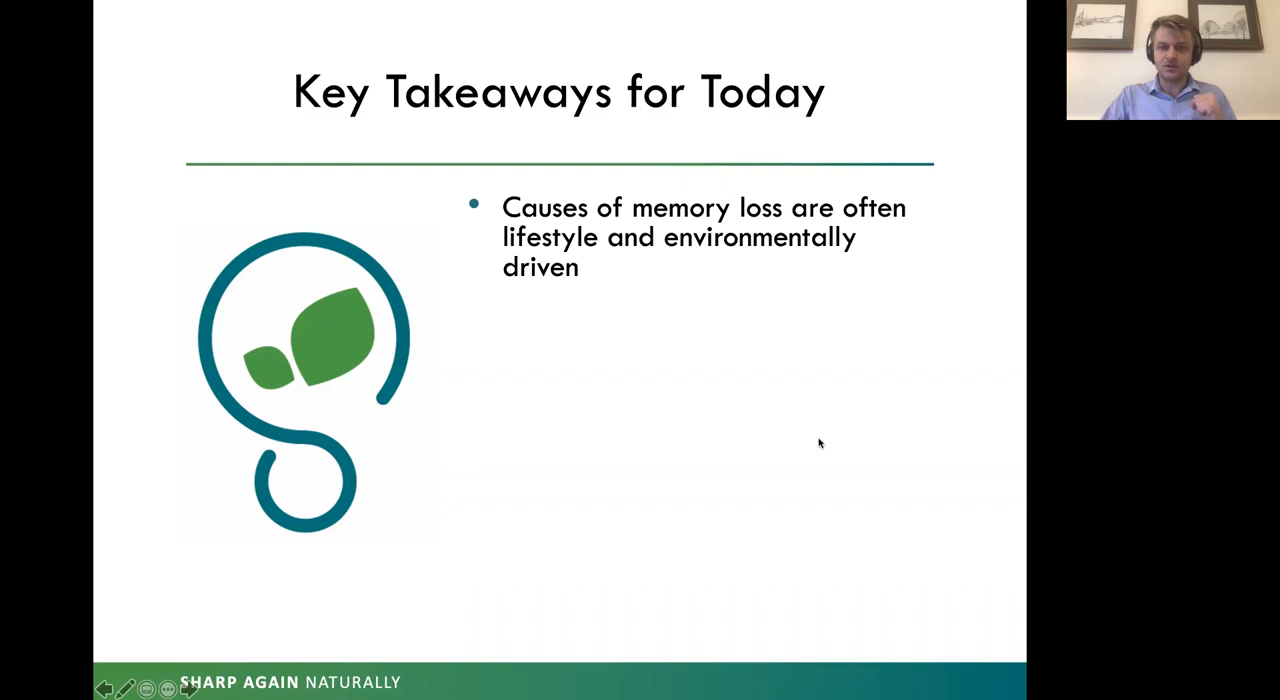 Key Takeaways for Today
• Causes of memory loss are often
lifestyle and environmentally
driven
SHARP AGAIN NATURALLY